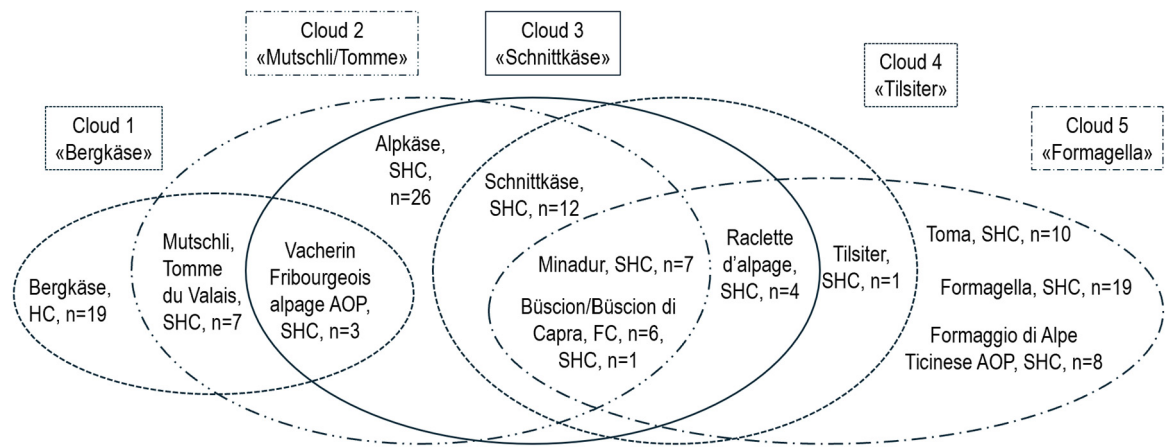 Cloud 1
«Bergkäse»
Cloud 2
«Mutschli/Tomme»
Cloud 3
«Schnittkäse»
Cloud 4
«Tilsiter»
Cloud 5
«Formagella»
Bergkäse,
HC, n=19
Mutschli,
Tomme
du Valais,
SHC, n=7
Vacherin
Fribourgeois
alpage AOP,
SHC, n=3
Alpkäse,
SHC,
n=26
Schnittkäse,
SHC, n=12
Minadur, SHC, n=7
Büscion/Büscion di
Capra, FC, n=6,
SHC, n=1
Raclette
d'alpage,
SHC, n=4
Tilsiter,
SHC, n=1
Toma, SHC, n=10
Formagella, SHC, n=19
Formaggio di Alpe
Ticinese AOP, SHC, n=8